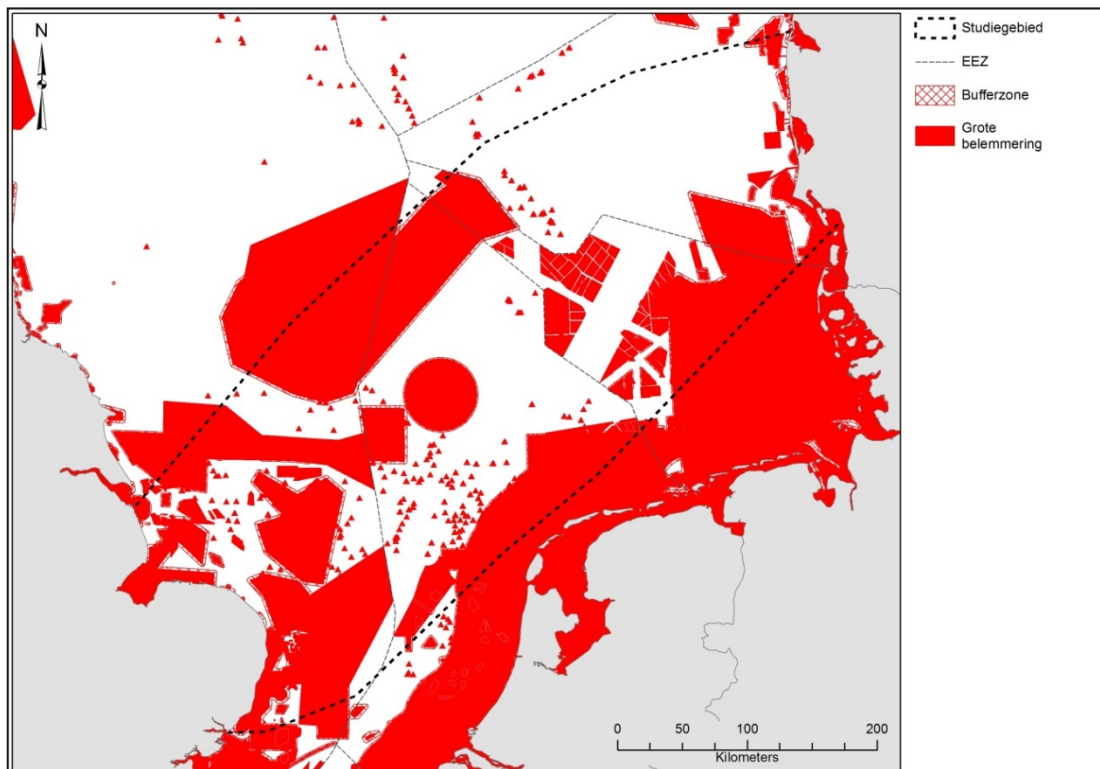 N
Studiegebied
EEZ
Bufferzone
Grote
belemmering
0 50 100 200
Kilometers